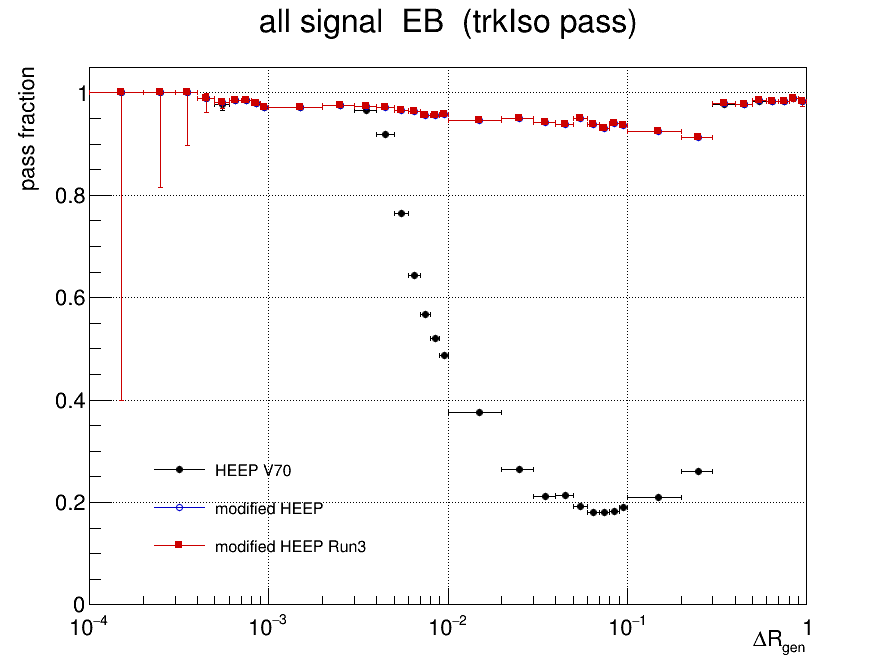 all signal EB (trkIso pass)
pass fraction
1
0.8
0.6
0.4
0.2
0
HEEP V70
modified HEEP
modified HEEP Run3
10⁻⁴ 10⁻³ 10⁻² 10⁻¹ 1
ΔR_gen